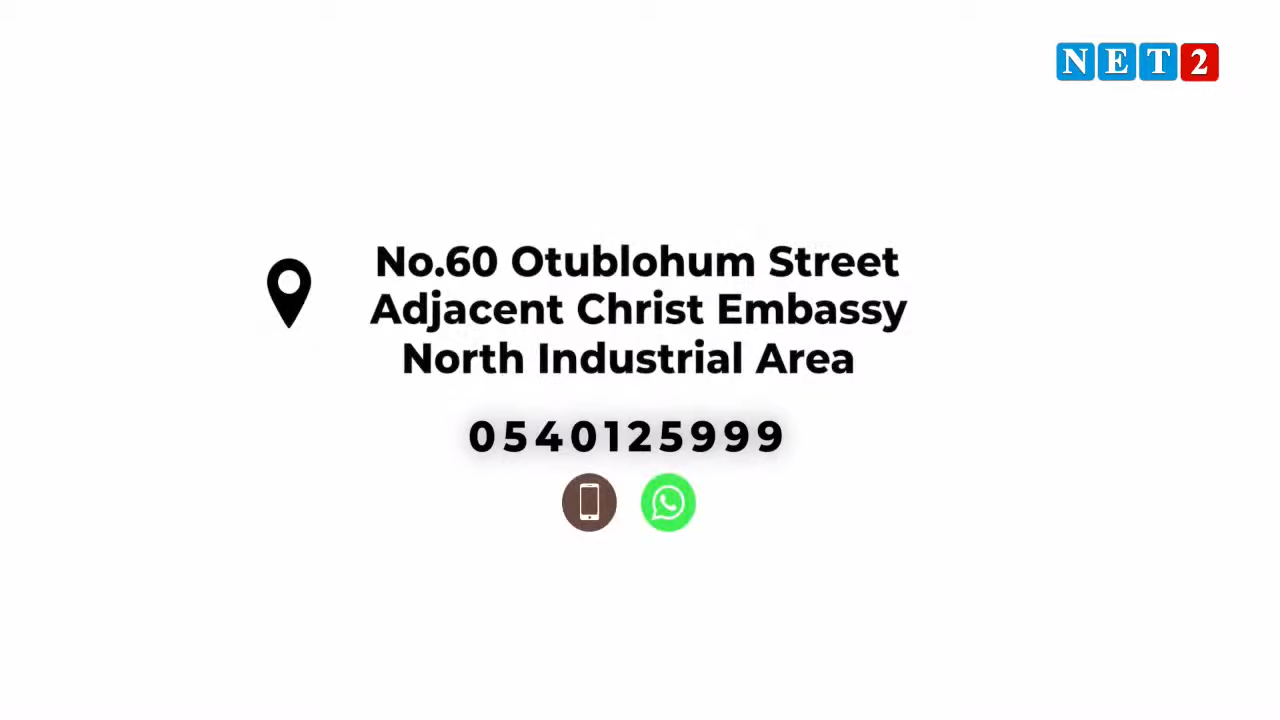 NET2
No.60 Otublohum Street
Adjacent Christ Embassy
North Industrial Area
0540125999